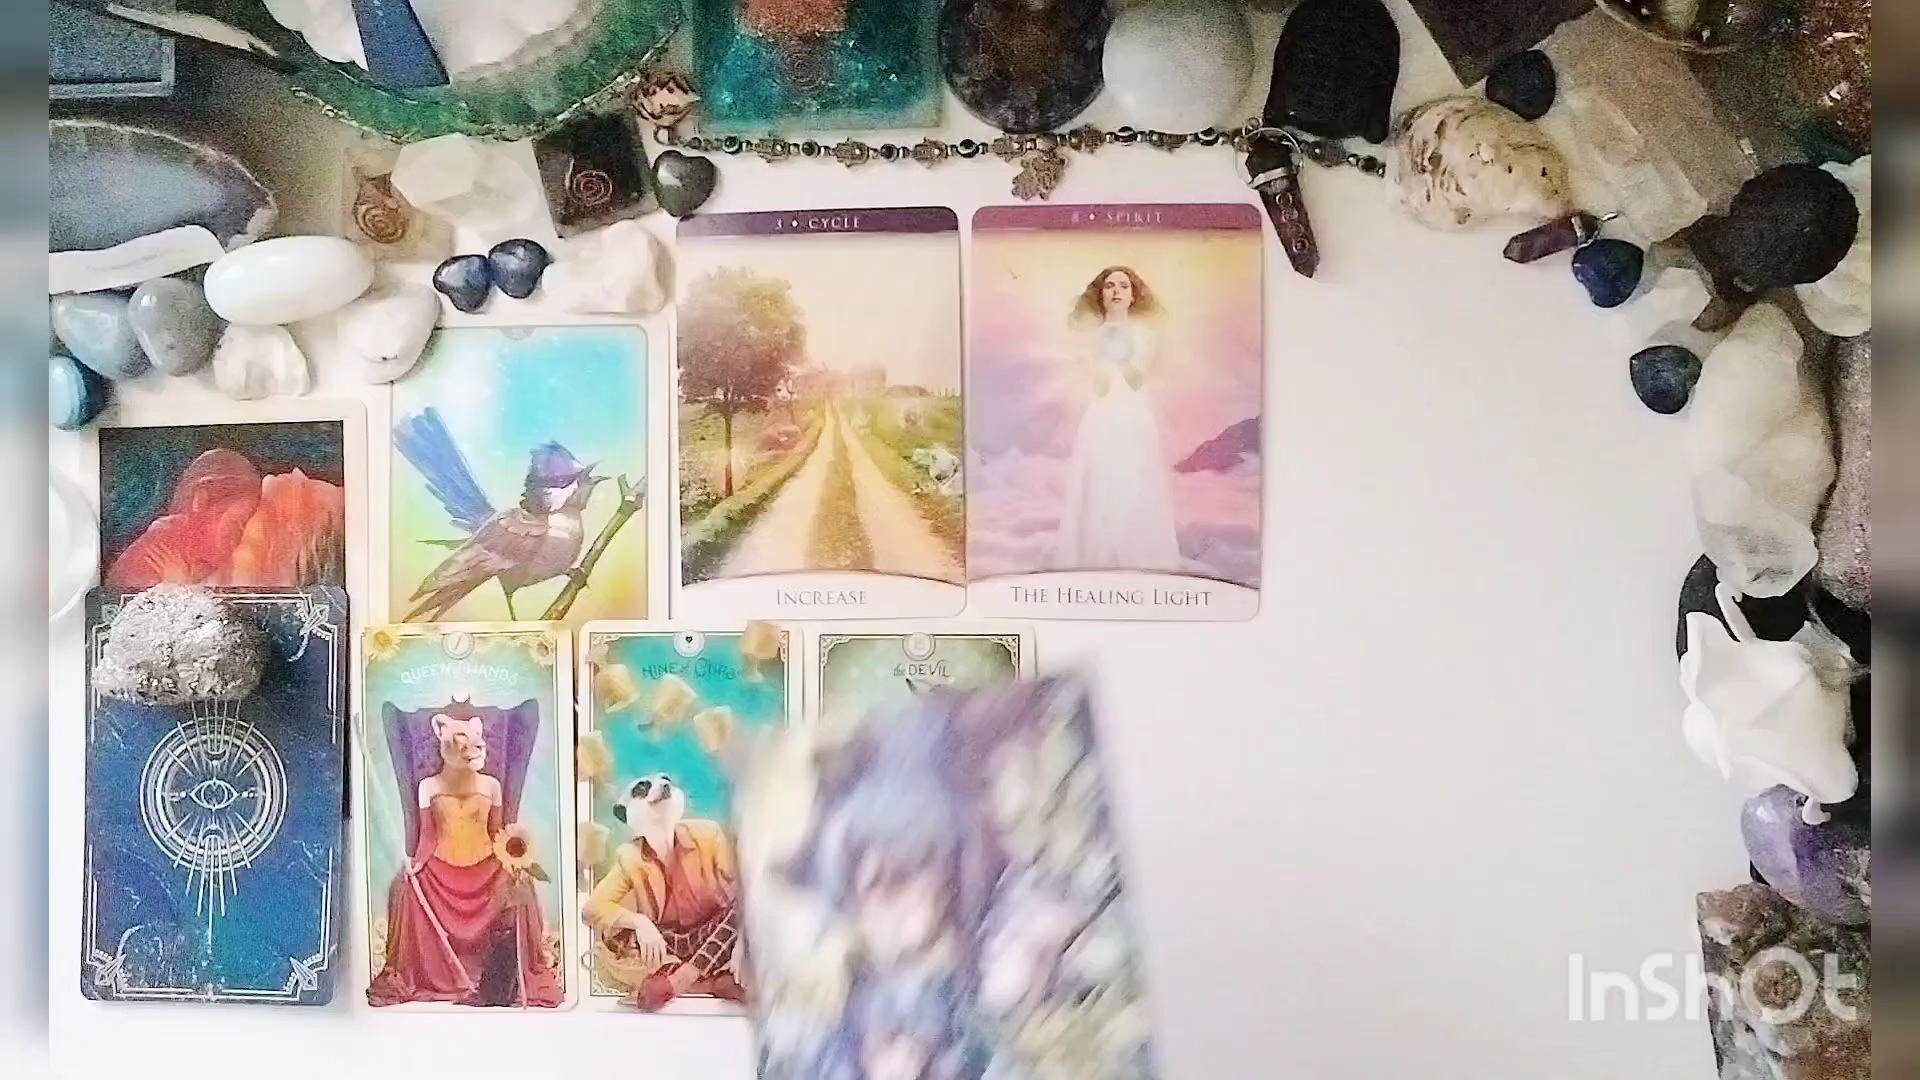 3 • CYCLE
8 • SPIRIT
INCREASE
THE HEALING LIGHT
QUEEN of WANDS
NINE of CUPS
the DEVIL
InShOt